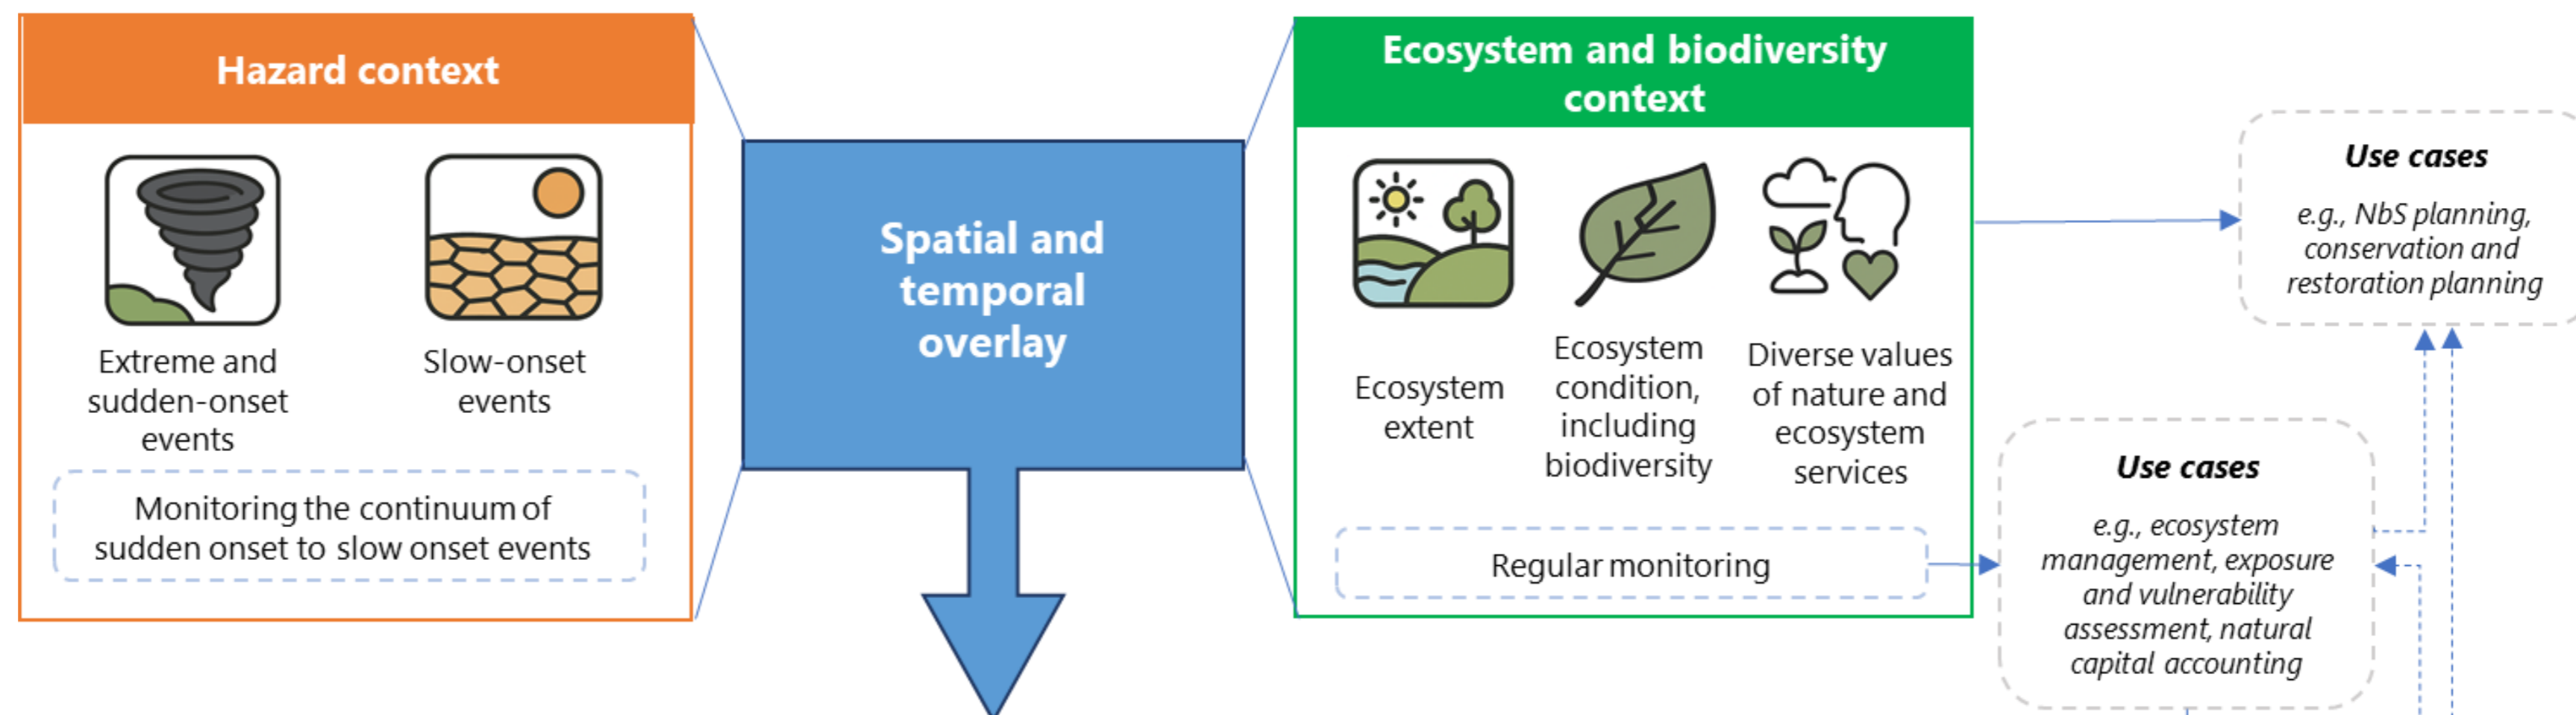 Hazard context
Extreme and
sudden-onset
events
Slow-onset
events
Monitoring the continuum of
sudden onset to slow onset events
Spatial and
temporal
overlay
Ecosystem and biodiversity
context
Ecosystem
extent
Ecosystem
condition,
including
biodiversity
Diverse values
of nature and
ecosystem
services
Regular monitoring
Use cases
e.g., NbS planning,
conservation and
restoration planning
Use cases
e.g., ecosystem
management, exposure
and vulnerability
assessment, natural
capital accounting